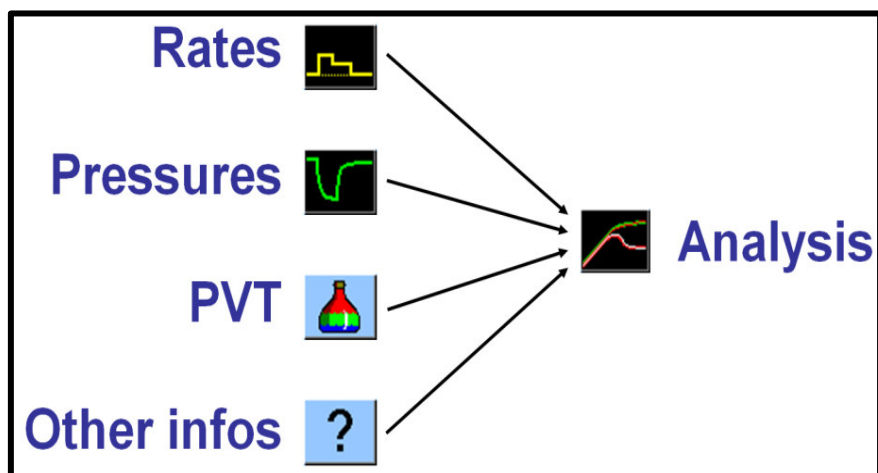 Rates
Pressures
PVT
Other infos
?
Analysis